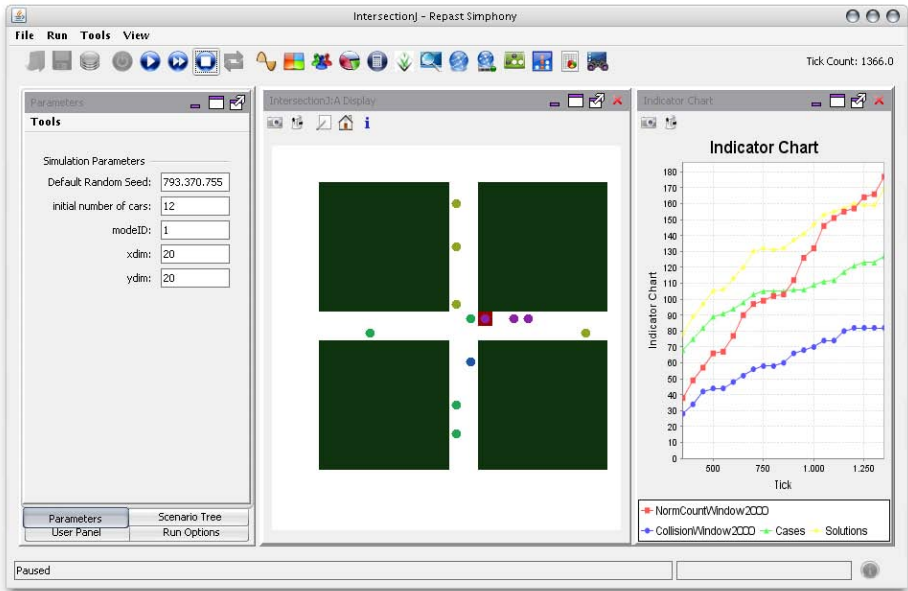 IntersectionJ - Repast Simphony
File Run Tools View
Tick Count: 1366.0
Parameters
Tools
Simulation Parameters
Default Random Seed: 793.370.755
initial number of cars: 12
modeID: 1
xdim: 20
ydim: 20
Parameters Scenario Tree
User Panel Run Options
IntersectionJ:A Display
i
Indicator Chart
Indicator Chart
Indicator Chart
180
170
160
150
140
130
120
110
100
90
80
70
60
50
40
30
20
10
0
500 750 1.000 1.250
Tick
NormCountWindow2000
CollisionWindow2000 Cases Solutions
Paused